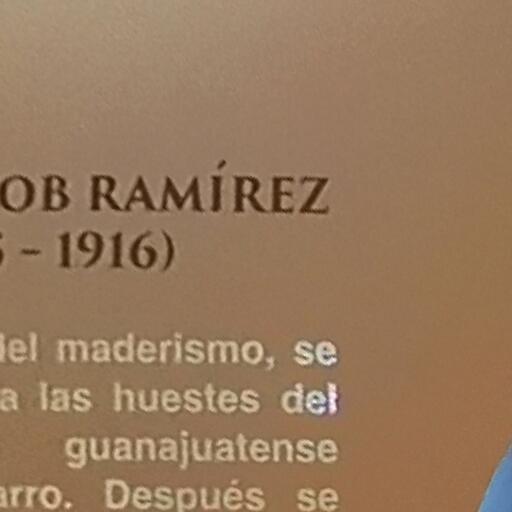 OB RAMÍREZ
– 1916)
del maderismo, se
a las huestes del
guanajuatense
arro. Después se